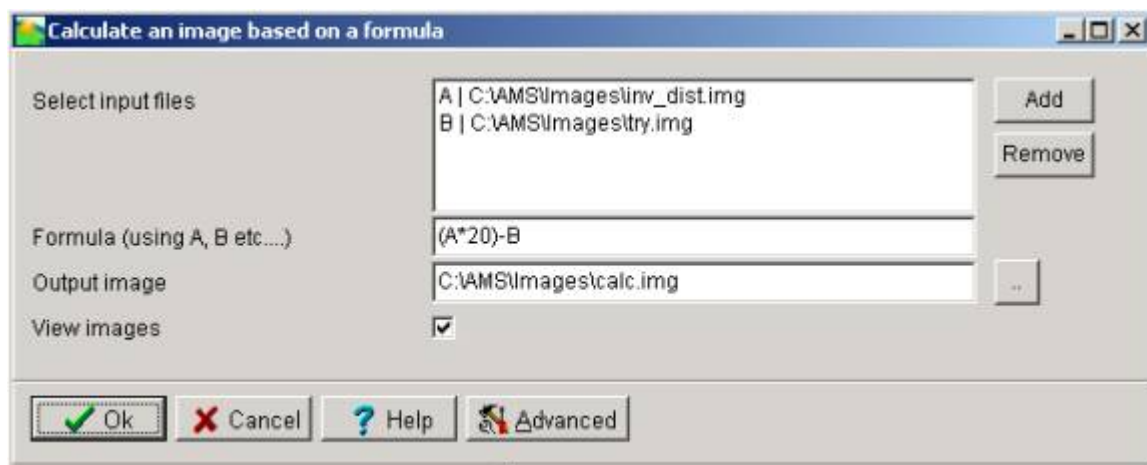 Calculate an image based on a formula
Select input files
A | C:\AMS\Images\inv_dist.img
B | C:\AMS\Images\try.img
Add
Remove
Formula (using A, B etc....)
(A*20)-B
Output image
C:\AMS\Images\calc.img
..
View images
Ok
Cancel
? Help
Advanced